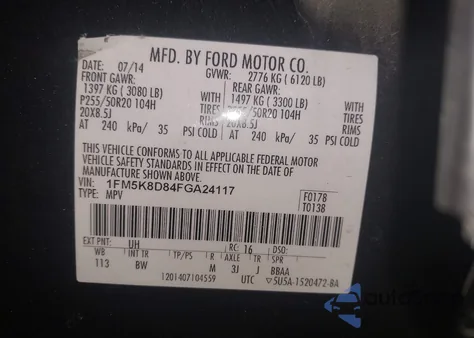 MFD. BY FORD MOTOR CO.
DATE: 07/14 GVWR: 2776 KG ( 6120 LB)
FRONT GAWR: REAR GAWR:
1397 KG ( 3080 LB) 1497 KG ( 3300 LB)
P255/50R20 104H WITH TIRES P255/50R20 104H WITH TIRES
20X8.5J RIMS 20X8.5J RIMS
AT 240 kPa/ 35 PSI COLD AT 240 kPa/ 35 PSI COLD
THIS VEHICLE CONFORMS TO ALL APPLICABLE FEDERAL MOTOR
VEHICLE SAFETY STANDARDS IN EFFECT ON THE DATE OF
MANUFACTURE SHOWN ABOVE.
VIN: 1FM5K8D84FGA24117 F0178
TYPE: MPV T0138
EXT PNT: UH RC: 16 DSO:
WB INT TR TP/PS R AXLE TR SPR
113 BW M 3J J BBAA
1201407104559 UTC ▽5U5A-1520472-BA